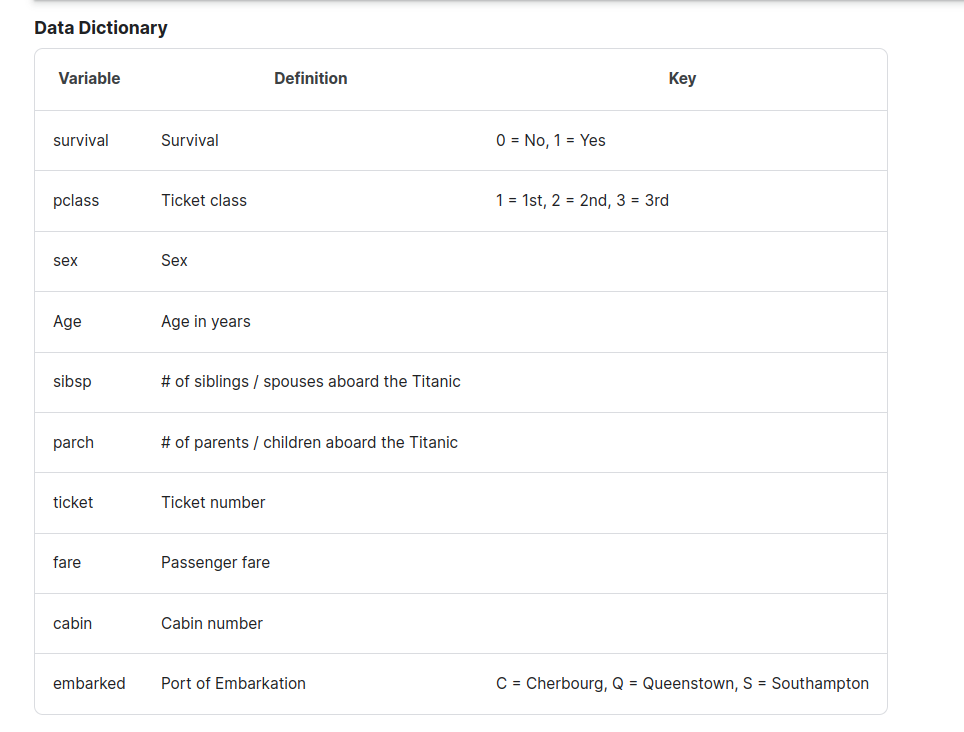 Data Dictionary
Variable Definition Key
survival Survival 0 = No, 1 = Yes
pclass Ticket class 1 = 1st, 2 = 2nd, 3 = 3rd
sex Sex
Age Age in years
sibsp # of siblings / spouses aboard the Titanic
parch # of parents / children aboard the Titanic
ticket Ticket number
fare Passenger fare
cabin Cabin number
embarked Port of Embarkation C = Cherbourg, Q = Queenstown, S = Southampton